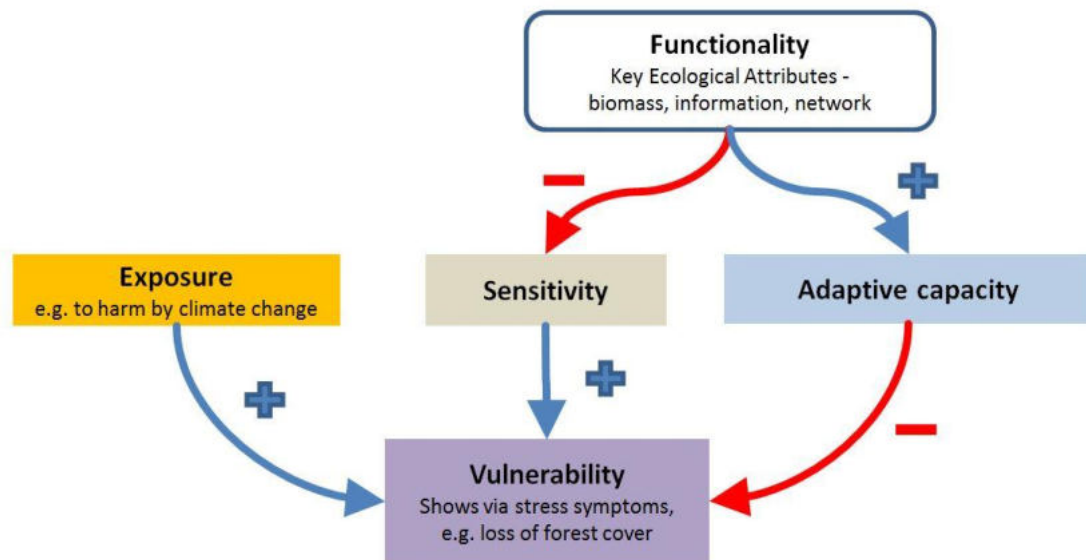 Functionality
Key Ecological Attributes -
biomass, information, network
Exposure
e.g. to harm by climate change
Sensitivity
Adaptive capacity
Vulnerability
Shows via stress symptoms,
e.g. loss of forest cover